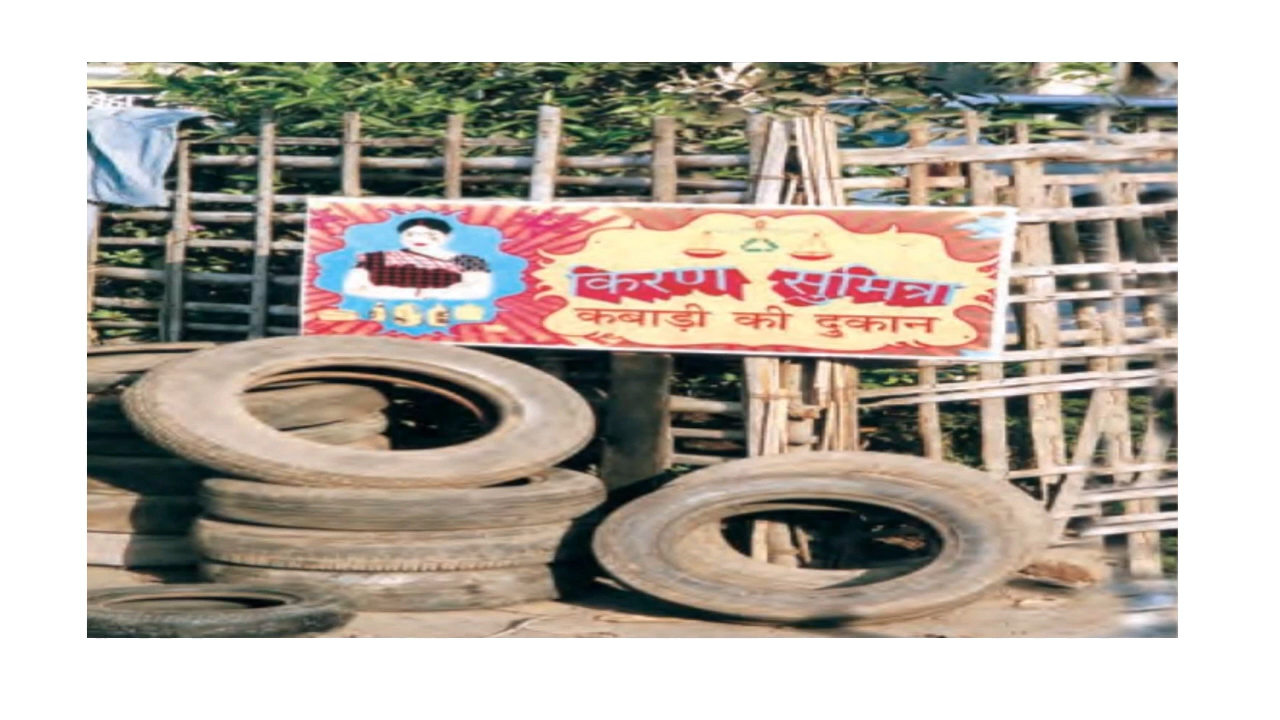 किरण सुमित्रा
कबाड़ी की दुकान